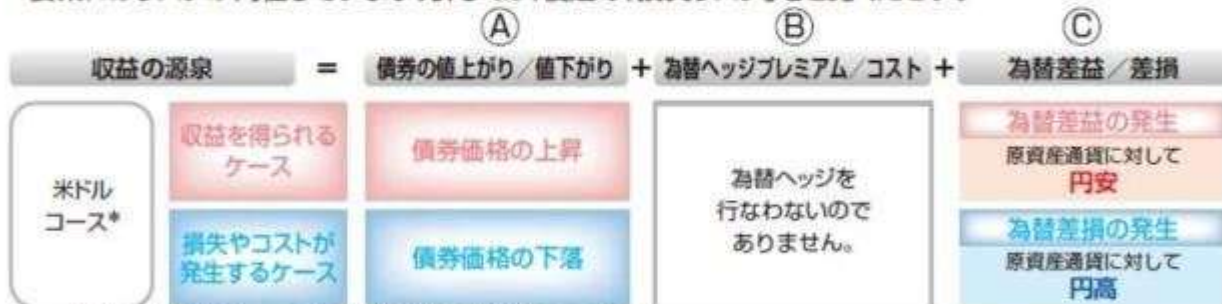 Ⓐ Ⓑ Ⓒ
収益の源泉 = 債券の値上がり／値下がり + 為替ヘッジプレミアム／コスト + 為替差益／差損
米ドル
コース*
収益を得られる
ケース
債券価格の上昇
為替ヘッジを
行なわないので
ありません。
為替差益の発生
原資産通貨に対して
円安
損失やコストが
発生するケース
債券価格の下落
為替差損の発生
原資産通貨に対して
円高